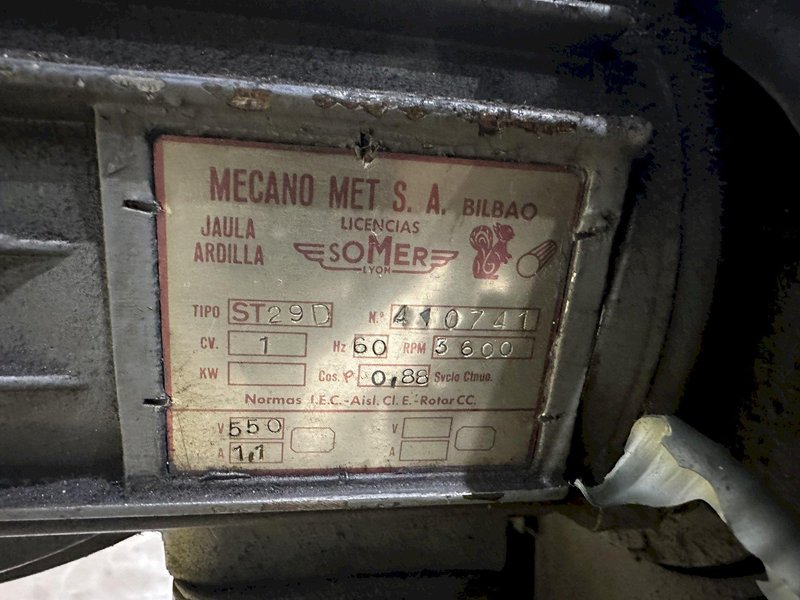 MECANO MET S. A. BILBAO
JAULA ARDILLA
LICENCIAS
SOMER
LYON
TIPO ST29D N.º 410741
CV. 1 Hz 60 RPM 3600
KW Cos. φ 0,88 Svcio Ctnuo.
Normas I.E.C.-Aisl. Cl. E.-Rotor CC.
V 550 V
A 1,1 A